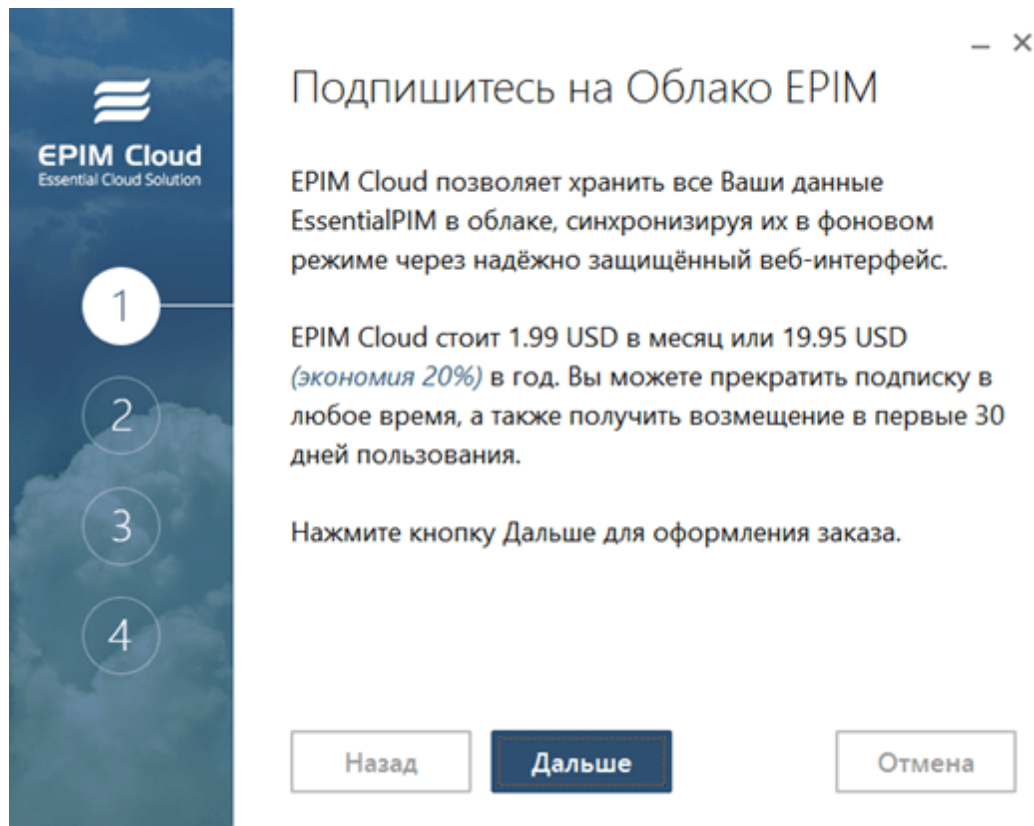 EPIM Cloud
Essential Cloud Solution
1
2
3
4
Подпишитесь на Облако EPIM
EPIM Cloud позволяет хранить все Ваши данные
EssentialPIM в облаке, синхронизируя их в фоновом
режиме через надёжно защищённый веб-интерфейс.
EPIM Cloud стоит 1.99 USD в месяц или 19.95 USD
(экономия 20%) в год. Вы можете прекратить подписку в
любое время, а также получить возмещение в первые 30
дней пользования.
Нажмите кнопку Дальше для оформления заказа.
Назад
Дальше
Отмена